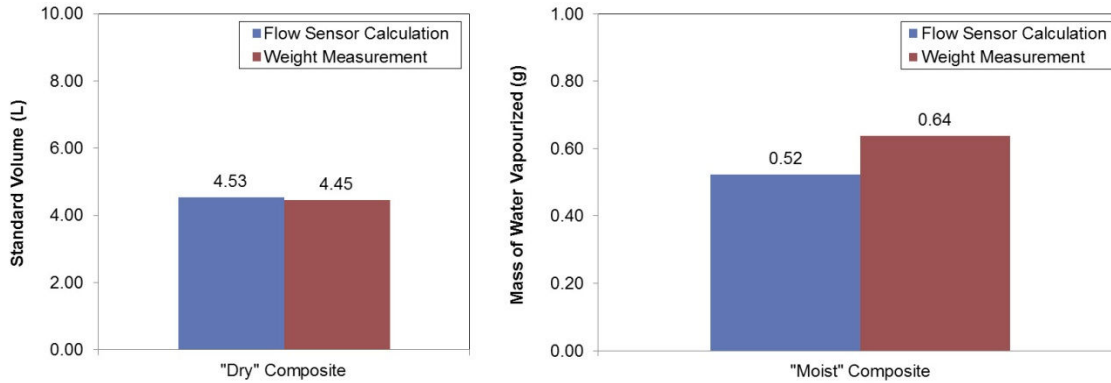 Standard Volume (L)
10.00
8.00
6.00
4.00
2.00
0.00
Flow Sensor Calculation
Weight Measurement
4.53
4.45
"Dry" Composite
Mass of Water Vapourized (g)
1.00
0.80
0.60
0.40
0.20
0.00
Flow Sensor Calculation
Weight Measurement
0.52
0.64
"Moist" Composite